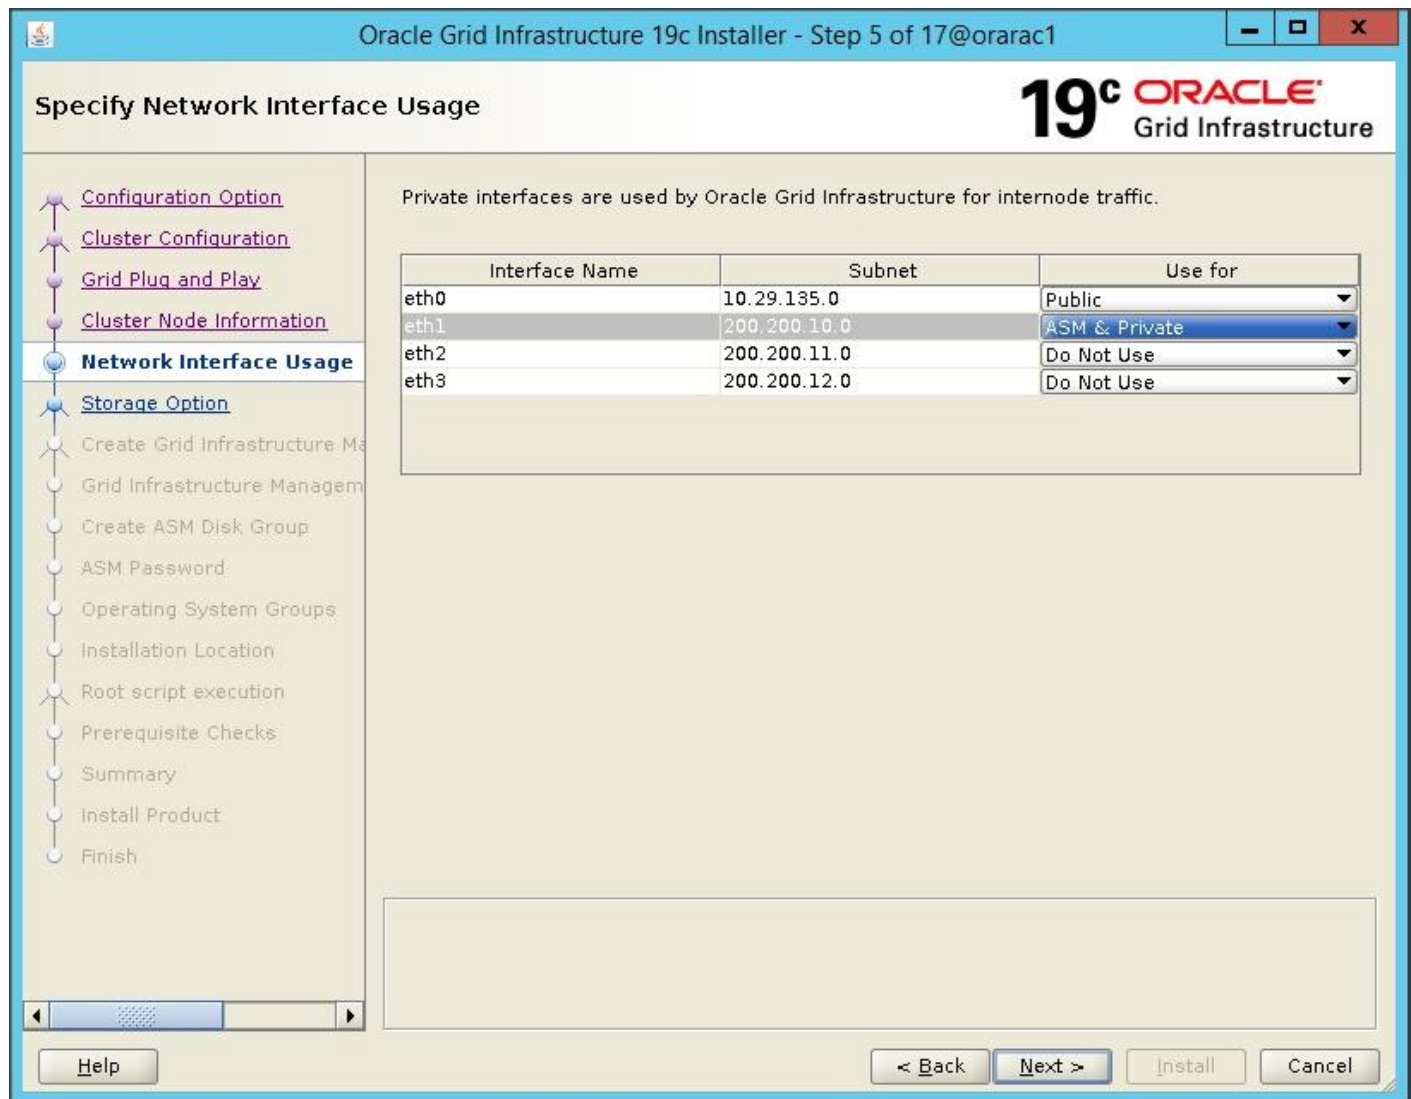 Oracle Grid Infrastructure 19c Installer - Step 5 of 17@orarac1
Specify Network Interface Usage
19c ORACLE
Grid Infrastructure
Configuration Option
Cluster Configuration
Grid Plug and Play
Cluster Node Information
Network Interface Usage
Storage Option
Create Grid Infrastructure Ma
Grid Infrastructure Managem
Create ASM Disk Group
ASM Password
Operating System Groups
Installation Location
Root script execution
Prerequisite Checks
Summary
Install Product
Finish
Private interfaces are used by Oracle Grid Infrastructure for internode traffic.
Interface Name Subnet Use for
eth0 10.29.135.0 Public
eth1 200.200.10.0 ASM & Private
eth2 200.200.11.0 Do Not Use
eth3 200.200.12.0 Do Not Use
Help < Back Next > Install Cancel